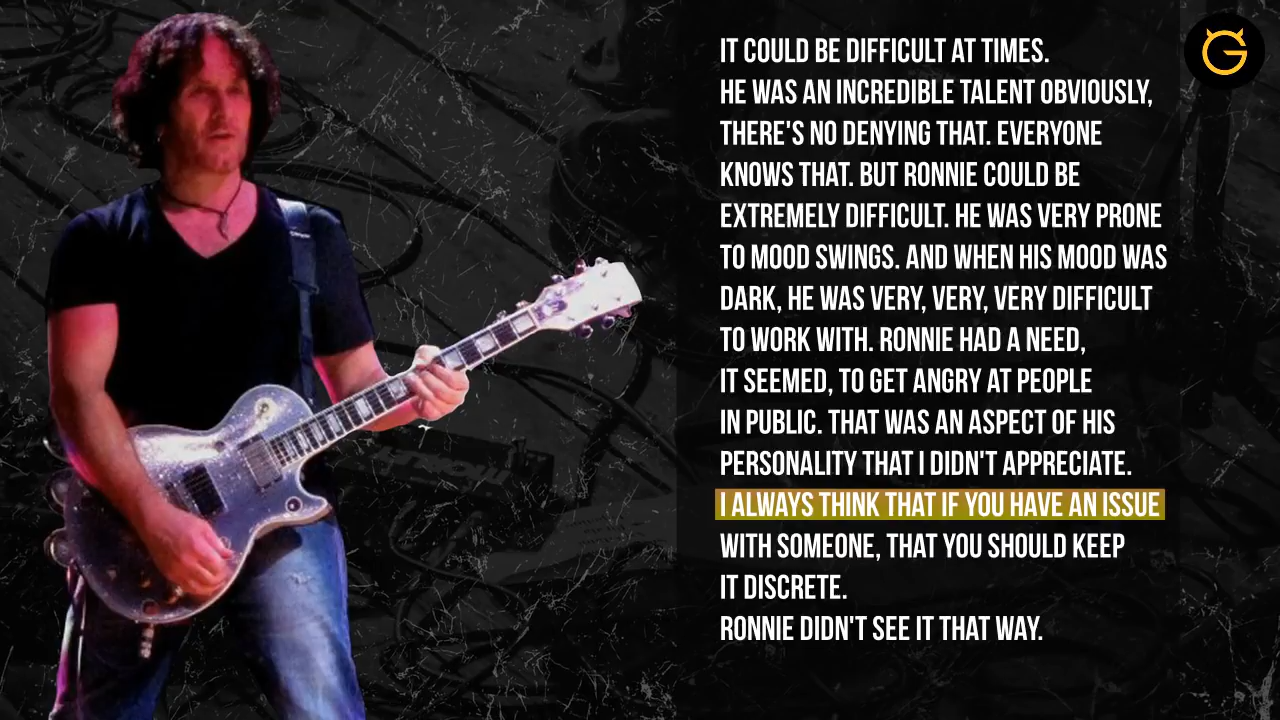 IT COULD BE DIFFICULT AT TIMES.
HE WAS AN INCREDIBLE TALENT OBVIOUSLY,
THERE'S NO DENYING THAT. EVERYONE
KNOWS THAT. BUT RONNIE COULD BE
EXTREMELY DIFFICULT. HE WAS VERY PRONE
TO MOOD SWINGS. AND WHEN HIS MOOD WAS
DARK, HE WAS VERY, VERY, VERY DIFFICULT
TO WORK WITH. RONNIE HAD A NEED,
IT SEEMED, TO GET ANGRY AT PEOPLE
IN PUBLIC. THAT WAS AN ASPECT OF HIS
PERSONALITY THAT I DIDN'T APPRECIATE.
I ALWAYS THINK THAT IF YOU HAVE AN ISSUE
WITH SOMEONE, THAT YOU SHOULD KEEP
IT DISCRETE.
RONNIE DIDN'T SEE IT THAT WAY.